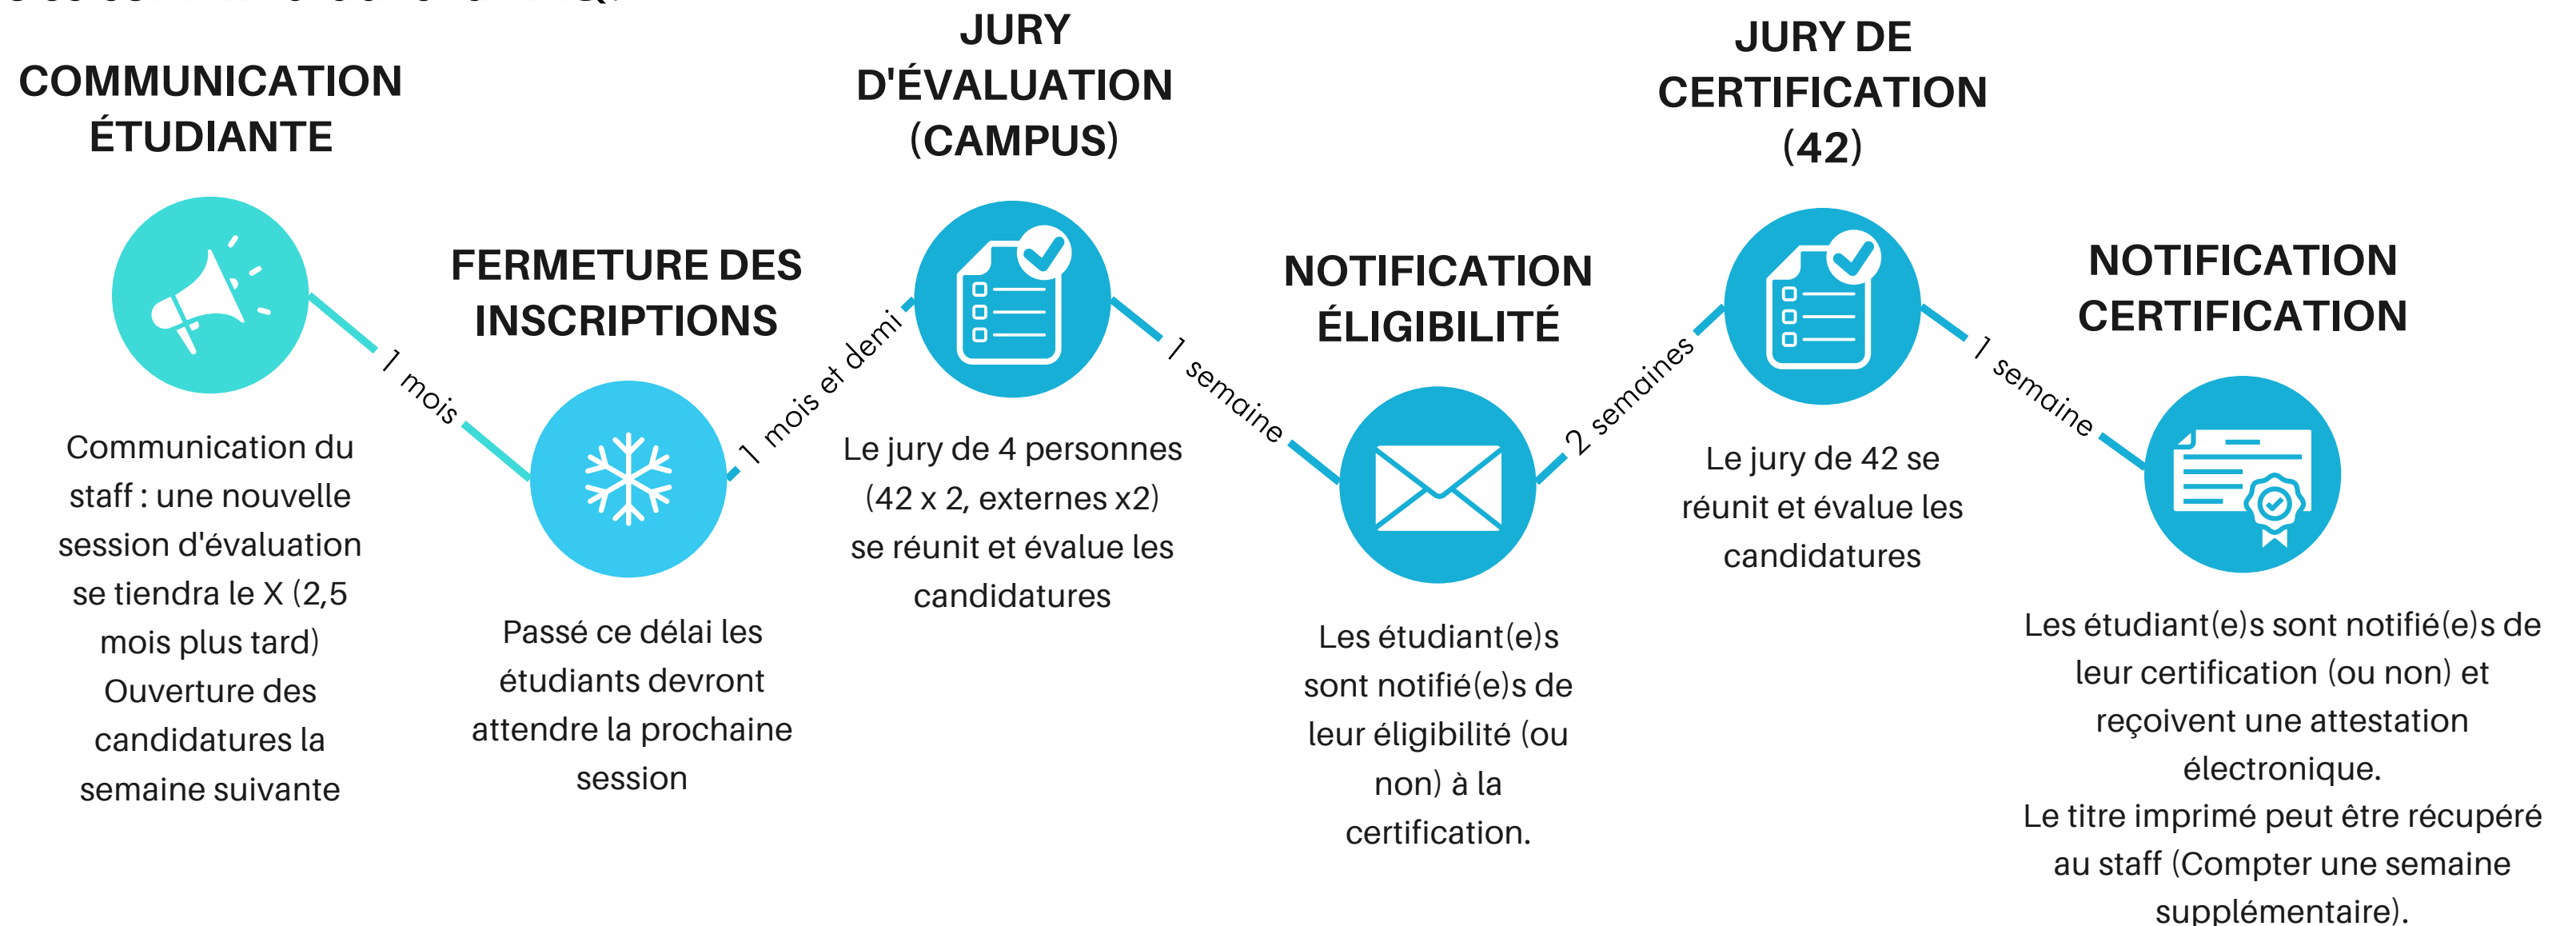 COMMUNICATION
ÉTUDIANTE
Communication du
staff : une nouvelle
session d'évaluation
se tiendra le X (2,5
mois plus tard)
Ouverture des
candidatures la
semaine suivante
1 mois
FERMETURE DES
INSCRIPTIONS
Passé ce délai les
étudiants devront
attendre la prochaine
session
1 mois et demi
JURY
D'ÉVALUATION
(CAMPUS)
Le jury de 4 personnes
(42 x 2, externes x2)
se réunit et évalue les
candidatures
1 semaine
NOTIFICATION
ÉLIGIBILITÉ
Les étudiant(e)s
sont notifié(e)s de
leur éligibilité (ou
non) à la
certification.
2 semaines
JURY DE
CERTIFICATION
(42)
Le jury de 42 se
réunit et évalue les
candidatures
1 semaine
NOTIFICATION
CERTIFICATION
Les étudiant(e)s sont notifié(e)s de
leur certification (ou non) et
reçoivent une attestation
électronique.
Le titre imprimé peut être récupéré
au staff (Compter une semaine
supplémentaire).